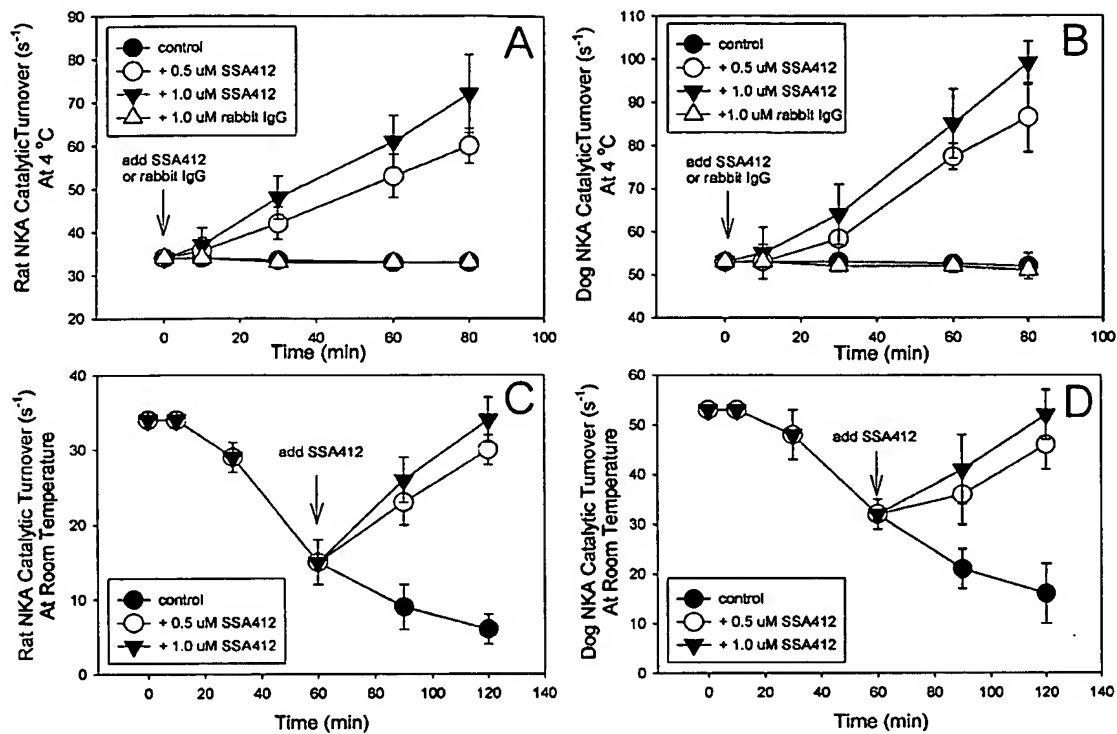 A
Rat NKA CatalyticTurnover (s-1)
At 4 °C
control
+ 0.5 uM SSA412
+ 1.0 uM SSA412
+ 1.0 uM rabbit IgG
add SSA412
or rabbit IgG
90
80
70
60
50
40
30
20
0 20 40 60 80 100
Time (min)
B
Dog NKA CatalyticTurnover (s-1)
At 4 °C
control
+ 0.5 uM SSA412
+ 1.0 uM SSA412
+1.0 uM rabbit IgG
add SSA412
or rabbit IgG
110
100
90
80
70
60
50
40
0 20 40 60 80 100
Time (min)
C
Rat NKA Catalytic Turnover (s-1)
At Room Temperature
add SSA412
control
+ 0.5 uM SSA412
+ 1.0 uM SSA412
40
30
20
10
0
0 20 40 60 80 100 120 140
Time (min)
D
Dog NKA Catalytic Turnover (s-1)
At Room Temperature
add SSA412
control
+ 0.5 uM SSA412
+ 1.0 uM SSA412
60
50
40
30
20
10
0
0 20 40 60 80 100 120 140
Time (min)